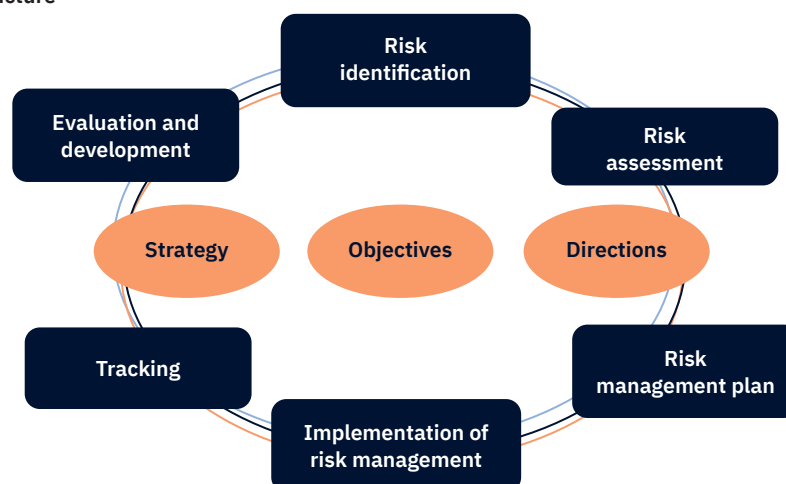 Risk
identification
Evaluation and
development
Risk
assessment
Strategy
Objectives
Directions
Tracking
Risk
management plan
Implementation of
risk management